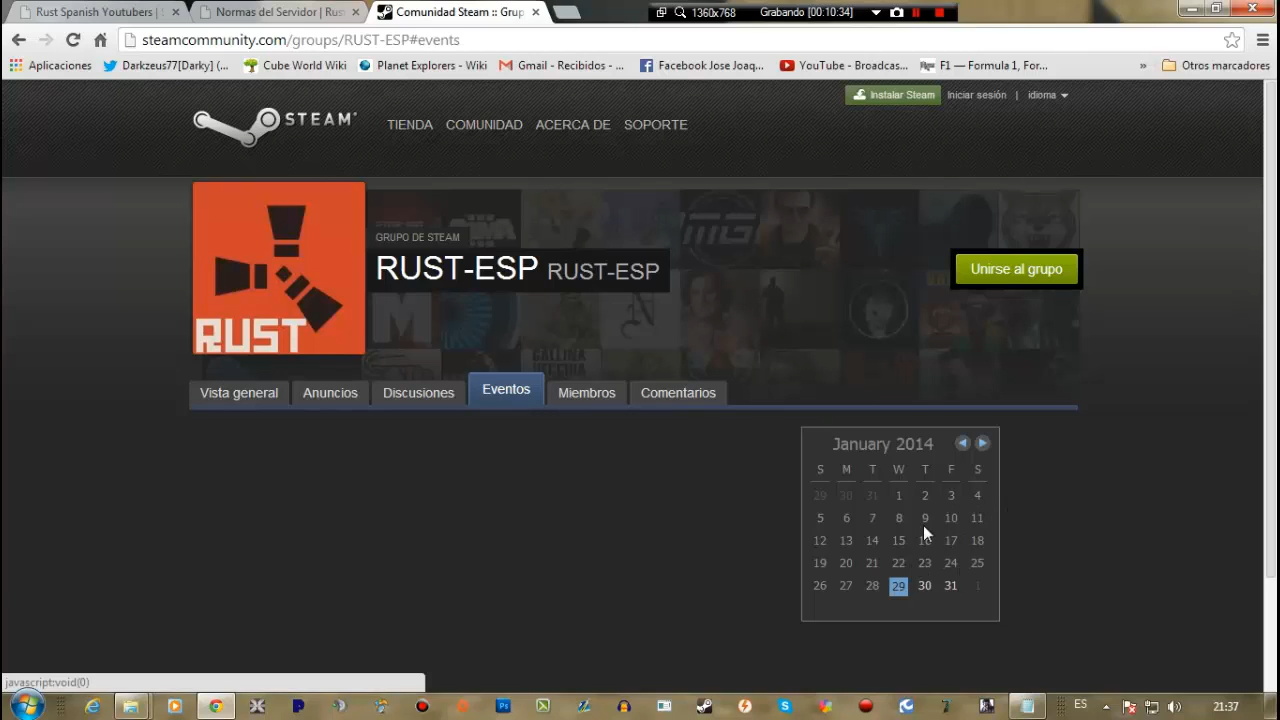 Rust Spanish Youtubers |
Normas del Servidor | Rus
Comunidad Steam :: Grup
1360x768
Grabando [00:10:34]
steamcommunity.com/groups/RUST-ESP#events
Aplicaciones
Darkzeus77[Darky] (...
Cube World Wiki
Planet Explorers - Wiki
Gmail - Recibidos - ...
Facebook Jose Joaq...
YouTube - Broadcas...
F1 — Formula 1, For...
»
Otros marcadores
Instalar Steam
Iniciar sesión
|
idioma
STEAM
TIENDA
COMUNIDAD
ACERCA DE
SOPORTE
GRUPO DE STEAM
RUST-ESP RUST-ESP
Unirse al grupo
RUST
Vista general
Anuncios
Discusiones
Eventos
Miembros
Comentarios
January 2014
S M T W T F S
29 30 31 1 2 3 4
5 6 7 8 9 10 11
12 13 14 15 16 17 18
19 20 21 22 23 24 25
26 27 28 29 30 31 1
javascript:void(0)
ES
21:37